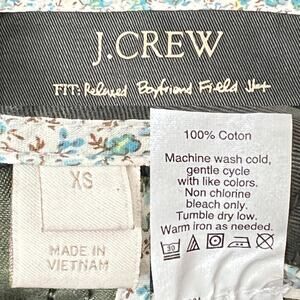 J.CREW
FIT: Relaxed Boyfriend Field Jkt
100% Coton
Machine wash cold,
gentle cycle
with like colors.
Non chlorine
bleach only.
Tumble dry low.
Warm iron as needed.
30
XS
MADE IN
VIETNAM